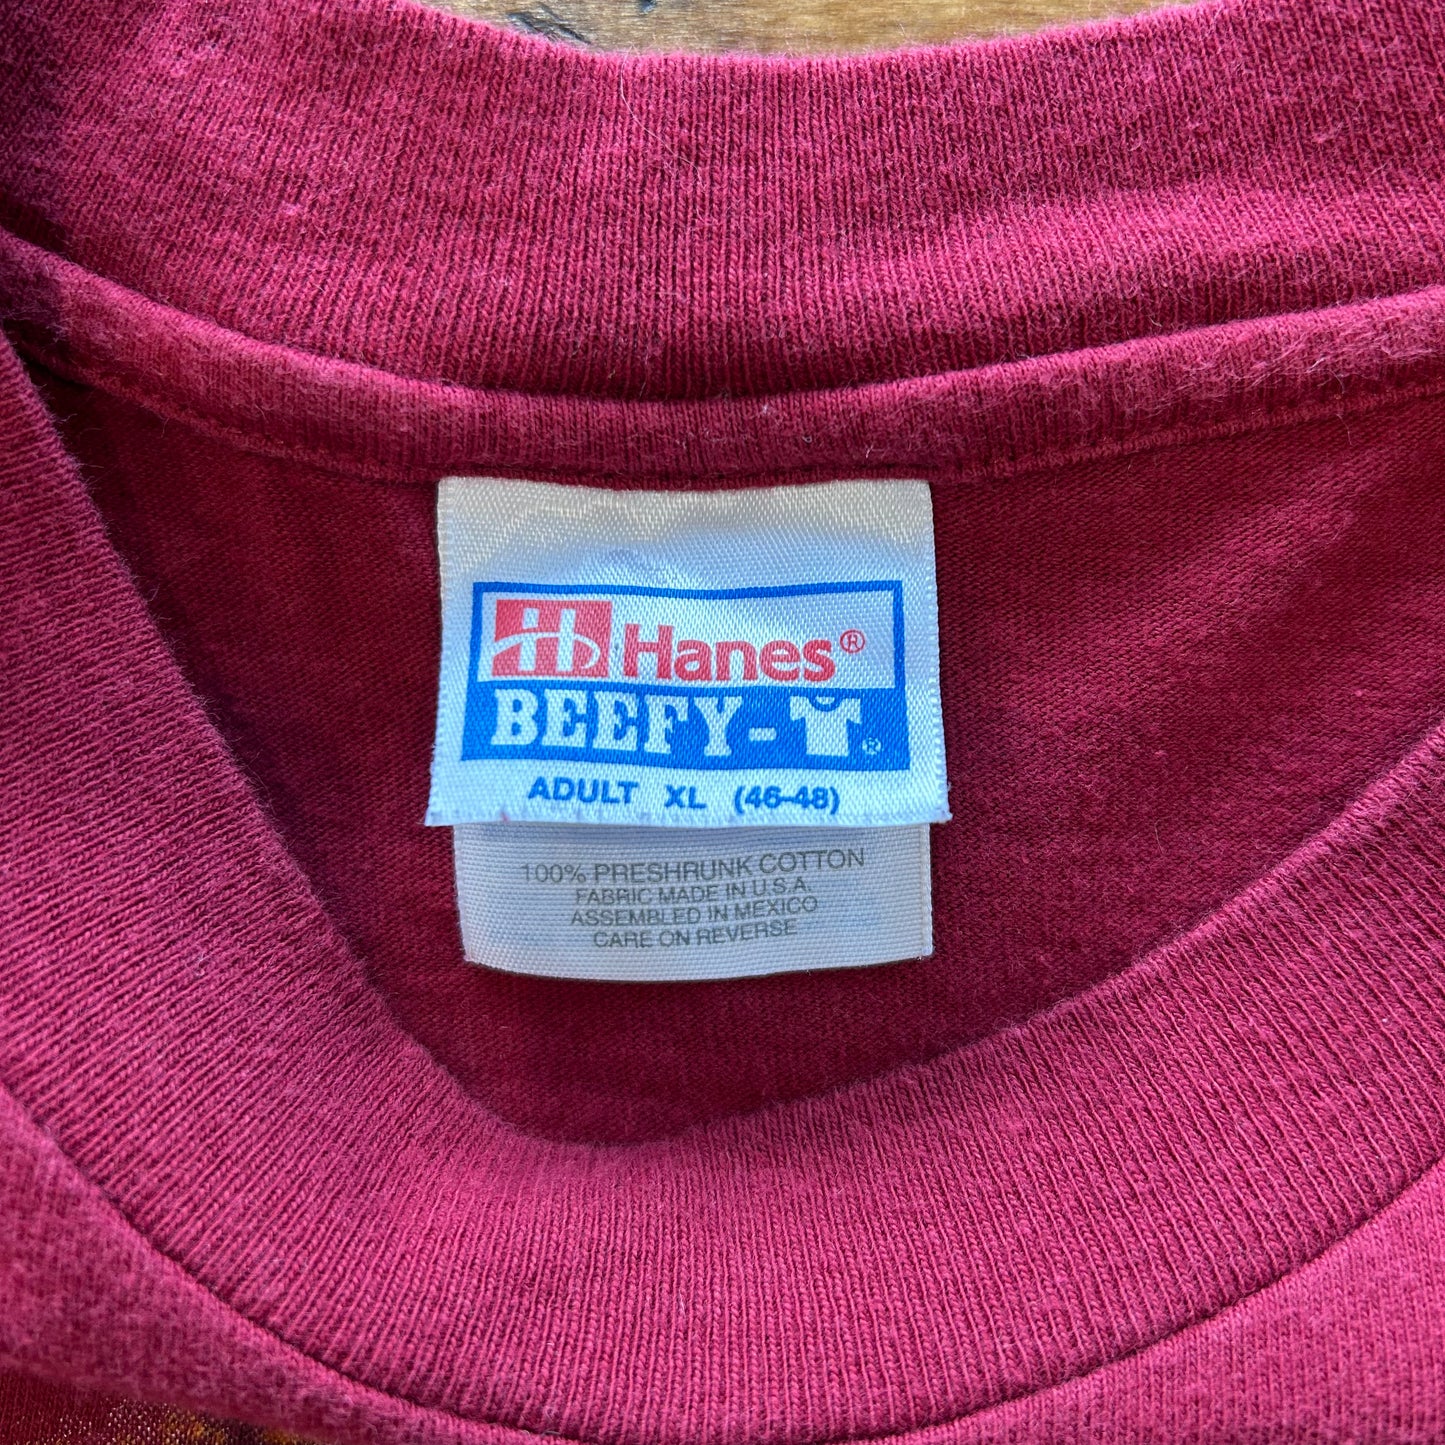 Hanes®
BEEFY-T®
ADULT XL (46-48)
100% PRESHRUNK COTTON
FABRIC MADE IN U.S.A.
ASSEMBLED IN MEXICO
CARE ON REVERSE